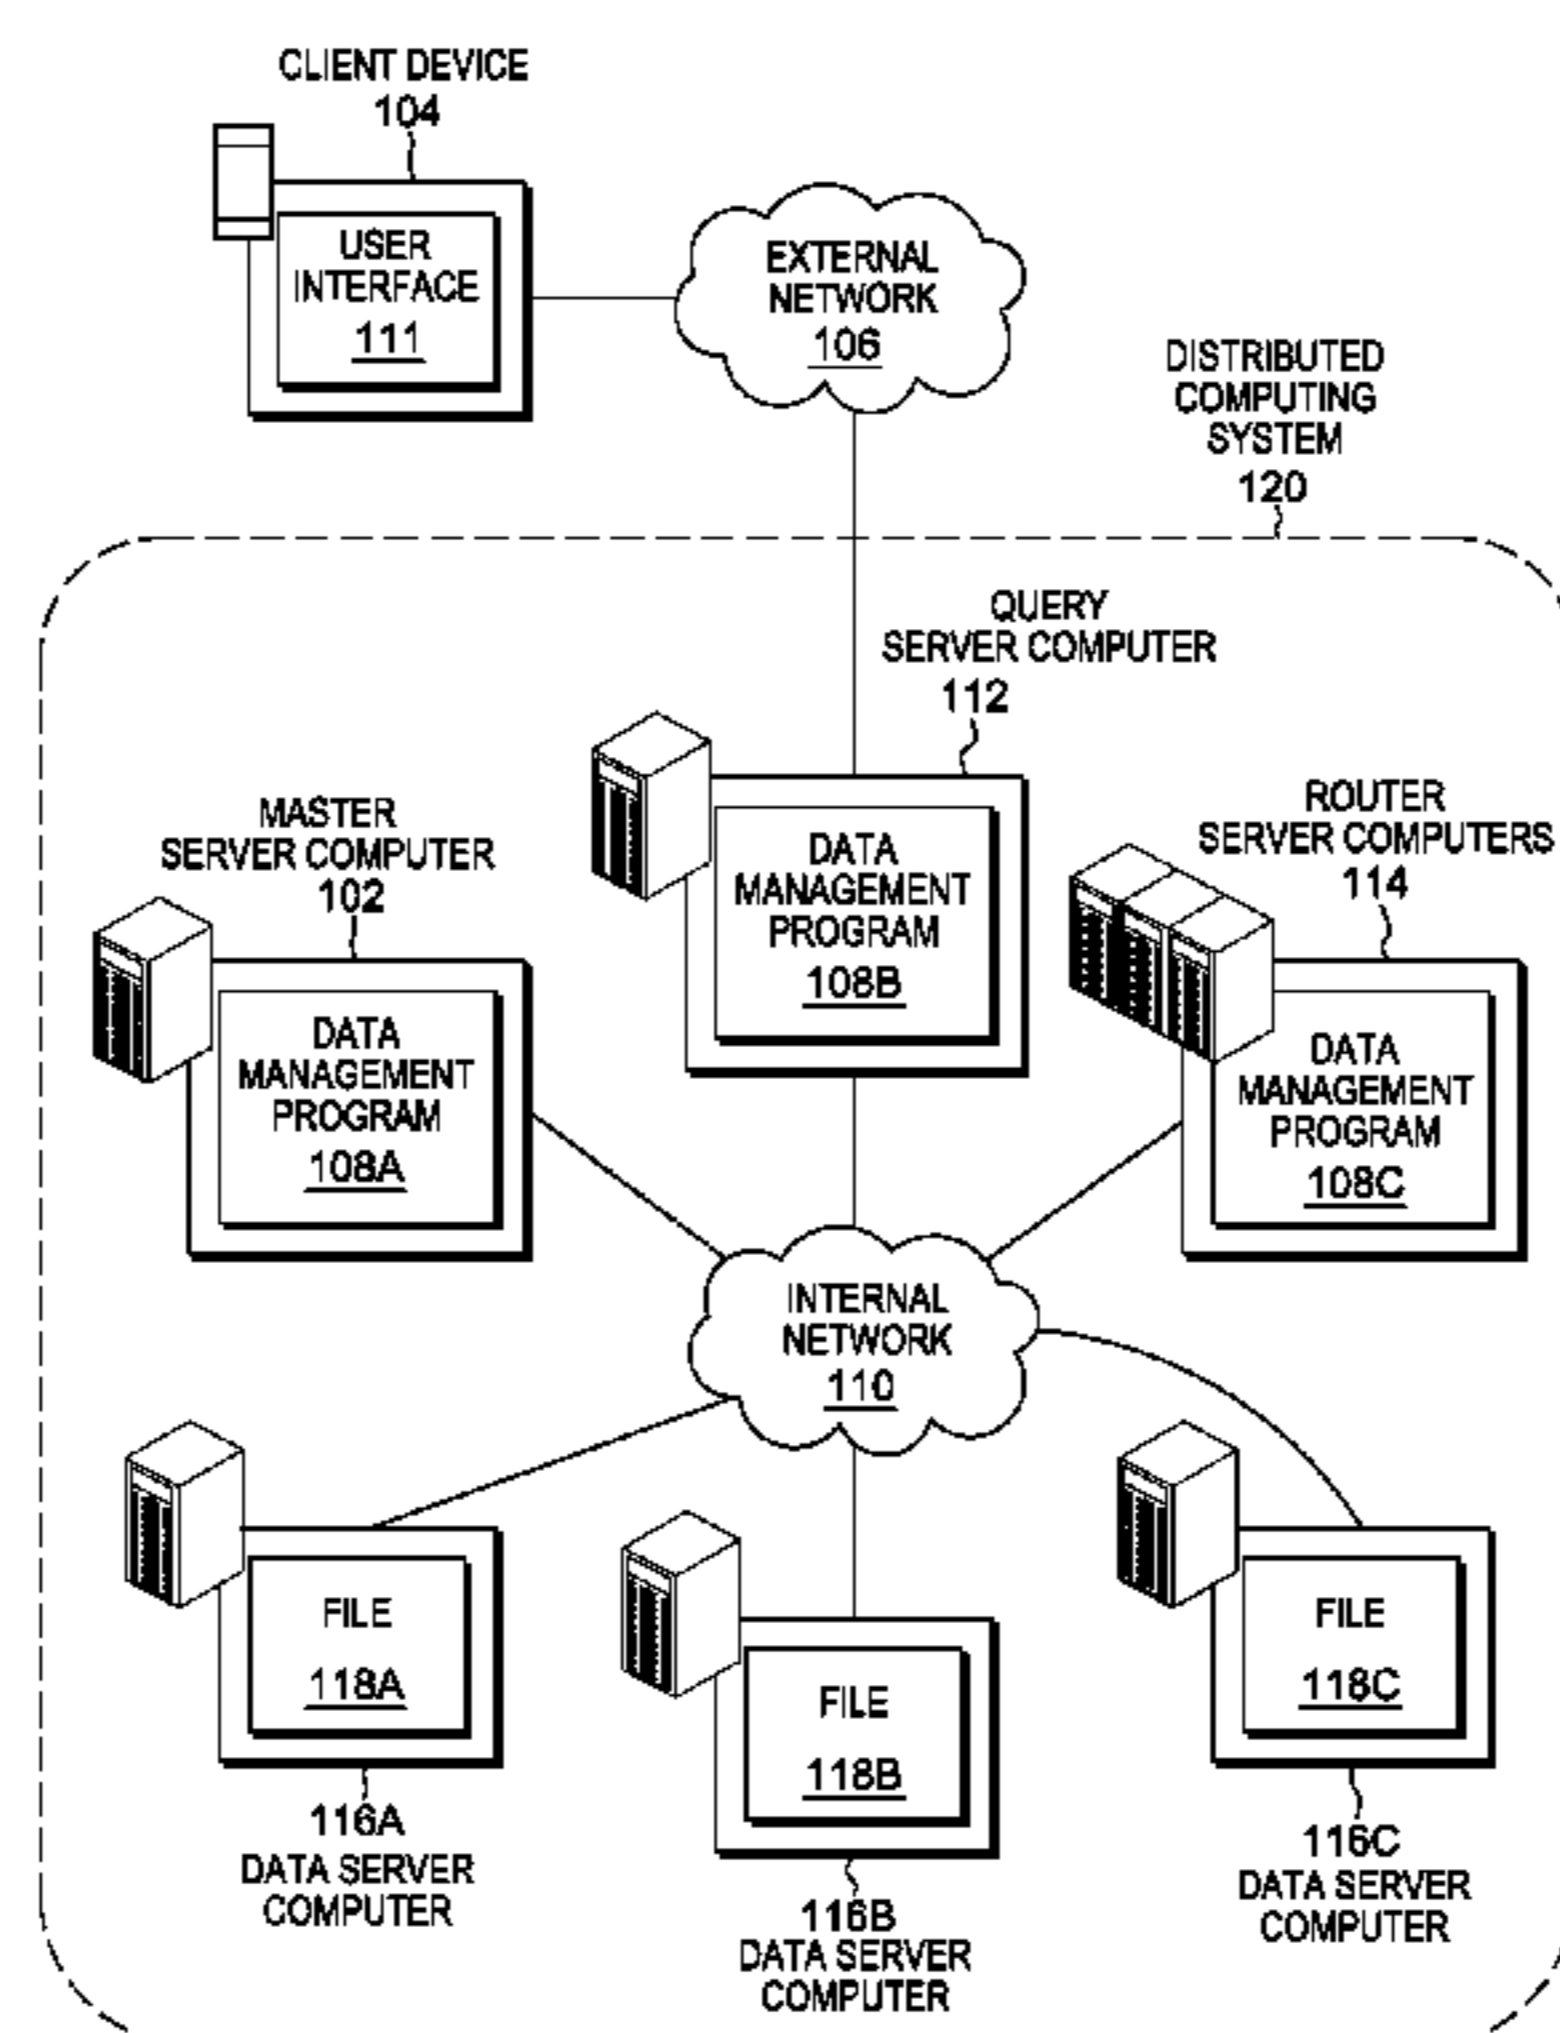 CLIENT DEVICE
104
USER
INTERFACE
111
EXTERNAL
NETWORK
106
DISTRIBUTED
COMPUTING
SYSTEM
120
QUERY
SERVER COMPUTER
112
MASTER
SERVER COMPUTER
102
ROUTER
SERVER COMPUTERS
114
DATA
MANAGEMENT
PROGRAM
108B
DATA
MANAGEMENT
PROGRAM
108A
DATA
MANAGEMENT
PROGRAM
108C
INTERNAL
NETWORK
110
FILE
118A
FILE
118B
FILE
118C
116A
DATA SERVER
COMPUTER
116B
DATA SERVER
COMPUTER
116C
DATA SERVER
COMPUTER